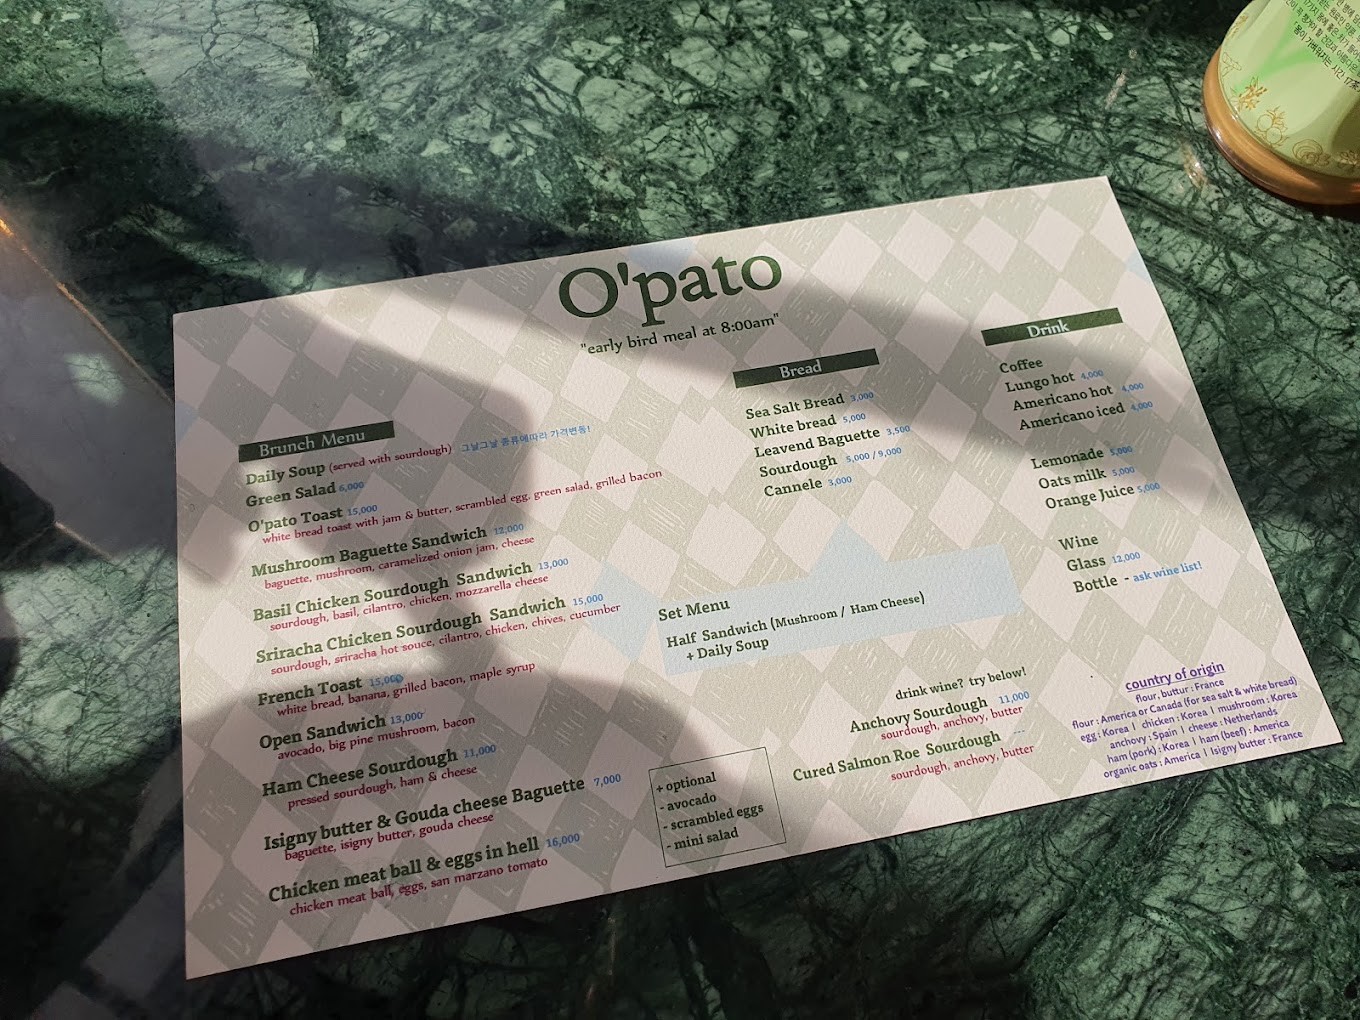 O'pato
"early bird meal at 8:00am"
Brunch Menu
Daily Soup (served with sourdough) 그날그날 종류에따라 가격변동!
Green Salad 6,000
O'pato Toast 15,000
white bread toast with jam & butter, scrambled egg, green salad, grilled bacon
Mushroom Baguette Sandwich 12,000
baguette, mushroom, caramelized onion jam, cheese
Basil Chicken Sourdough Sandwich 13,000
sourdough, basil, cilantro, chicken, mozzarella cheese
Sriracha Chicken Sourdough Sandwich 15,000
sourdough, sriracha hot souce, cilantro, chicken, chives, cucumber
French Toast 15,000
white bread, banana, grilled bacon, maple syrup
Open Sandwich 13,000
avocado, big pine mushroom, bacon
Ham Cheese Sourdough 11,000
pressed sourdough, ham & cheese
Isigny butter & Gouda cheese Baguette 7,000
baguette, isigny butter, gouda cheese
Chicken meat ball & eggs in hell 16,000
chicken meat ball, eggs, san marzano tomato
+ optional
- avocado
- scrambled eggs
- mini salad
Bread
Sea Salt Bread 3,000
White bread 5,000
Leavend Baguette 3,500
Sourdough 5,000 / 9,000
Cannele 3,000
Set Menu
Half Sandwich (Mushroom / Ham Cheese)
+ Daily Soup
drink wine? try below!
Anchovy Sourdough 11,000
sourdough, anchovy, butter
Cured Salmon Roe Sourdough ---
sourdough, anchovy, butter
Drink
Coffee
Lungo hot 4,000
Americano hot 4,000
Americano iced 4,000
Lemonade 5,000
Oats milk 5,000
Orange Juice 5,000
Wine
Glass 12,000
Bottle - ask wine list!
country of origin
flour, buttur : France
flour : America or Canada (for sea salt & white bread)
egg : Korea | chicken : Korea | mushroom : Korea
anchovy : Spain | cheese : Netherlands
ham (pork) : Korea | ham (beef) : America
organic oats : America | Isigny butter : France